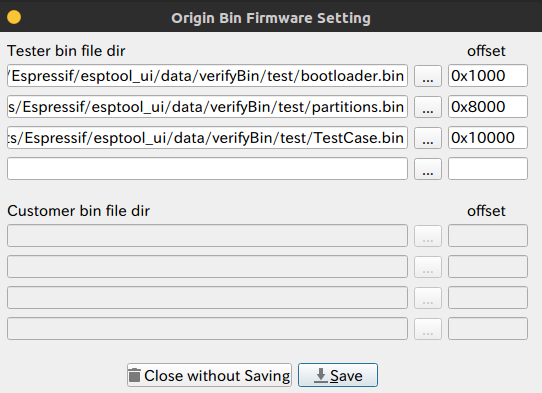 Origin Bin Firmware Setting
Tester bin file dir offset
/Espressif/esptool_ui/data/verifyBin/test/bootloader.bin ... 0x1000
s/Espressif/esptool_ui/data/verifyBin/test/partitions.bin ... 0x8000
ts/Espressif/esptool_ui/data/verifyBin/test/TestCase.bin ... 0x10000
...
Customer bin file dir offset
...
...
...
...
Close without Saving Save